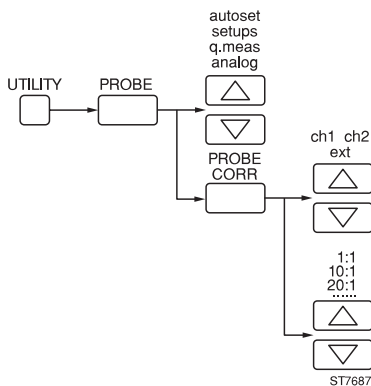 autoset
setups
q.meas
analog
UTILITY
PROBE
PROBE
CORR
ch1 ch2
ext
1:1
10:1
20:1
......
ST7687